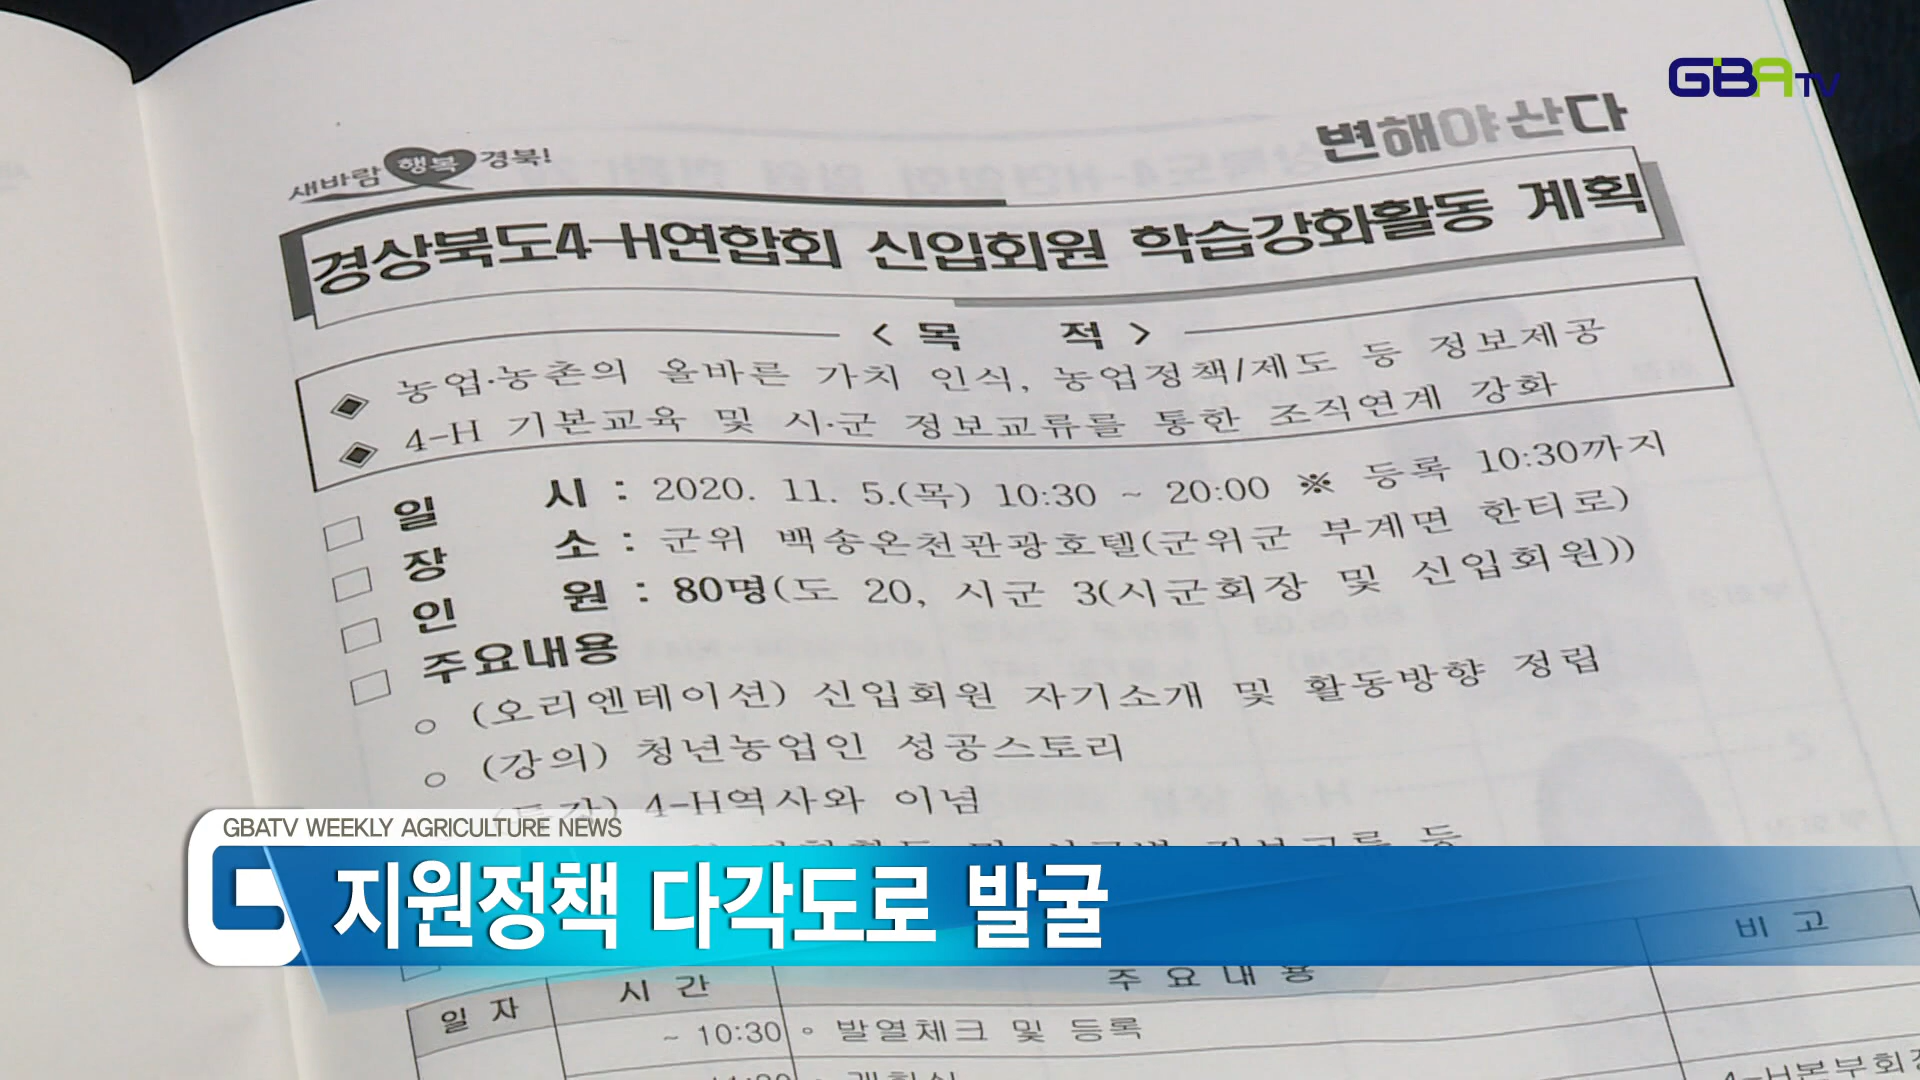 GBATV
새바람 행복 경북!
변해야 산다
경상북도4-H연합회 신입회원 학습강화활동 계획
< 목 적 >
◈ 농업·농촌의 올바른 가치 인식, 농업정책/제도 등 정보제공
◈ 4-H 기본교육 및 시·군 정보교류를 통한 조직연계 강화
□ 일 시 : 2020. 11. 5.(목) 10:30 ~ 20:00 ※ 등록 10:30까지
□ 장 소 : 군위 백송온천관광호텔(군위군 부계면 한티로)
□ 인 원 : 80명(도 20, 시군 3(시군회장 및 신입회원))
□ 주요내용
○ (오리엔테이션) 신입회원 자기소개 및 활동방향 정립
○ (강의) 청년농업인 성공스토리
(특강) 4-H역사와 이념
GBATV WEEKLY AGRICULTURE NEWS
지원정책 다각도로 발굴
일 자 시 간 주 요 내 용 비 고
~ 10:30 ◦ 발열체크 및 등록